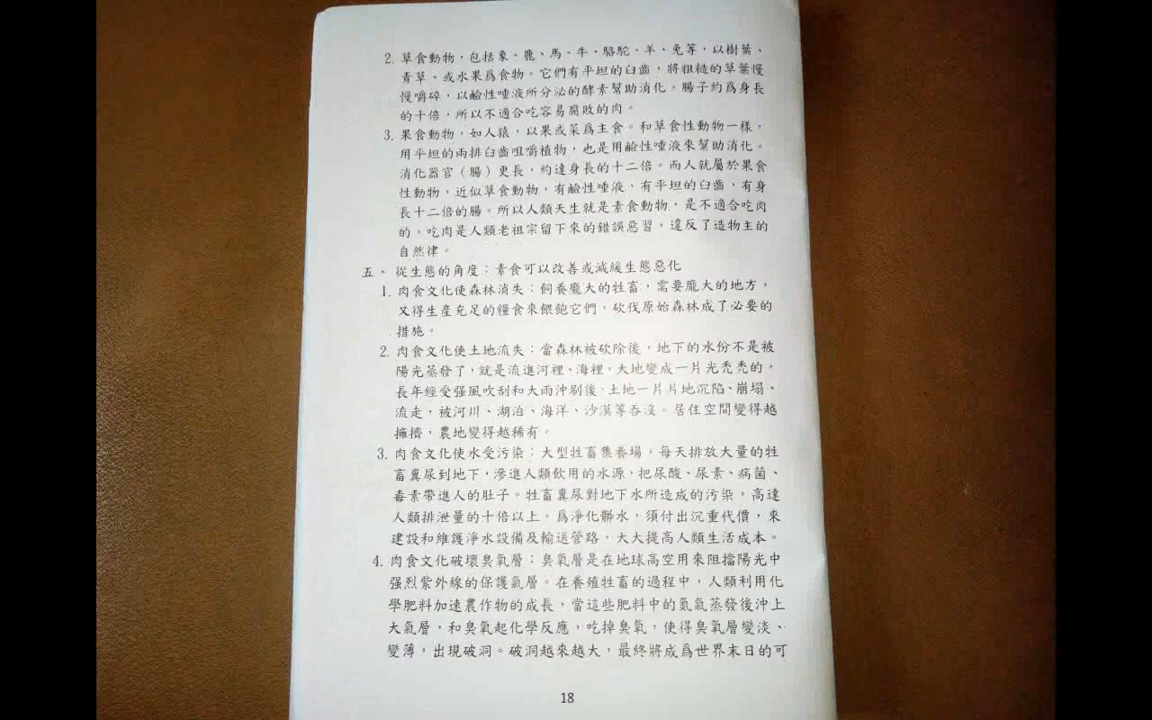 2. 草食動物，包括象、鹿、馬、牛、駱駝、羊、兔等，以樹葉、
青草、或水果爲食物。它們有平坦的臼齒，將粗糙的草葉慢
慢嚼碎，以鹼性唾液所分泌的酵素幫助消化。腸子約爲身長
的十倍，所以不適合吃容易腐敗的肉。
3. 果食動物，如人猿，以果或菜爲主食。和草食性動物一樣，
用平坦的兩排臼齒咀嚼植物，也是用鹼性唾液來幫助消化。
消化器官（腸）更長，約達身長的十二倍。而人就屬於果食
性動物，近似草食動物，有鹼性唾液，有平坦的臼齒，有身
長十二倍的腸。所以人類天生就是素食動物，是不適合吃肉
的。吃肉是人類老祖宗留下來的錯誤惡習，違反了造物主的
自然律。
五、從生態的角度：素食可以改善或減緩生態惡化
1. 肉食文化使森林消失：飼養龐大的牲畜，需要龐大的地方，
又得生產充足的糧食來餵飽它們，砍伐原始森林成了必要的
措施。
2. 肉食文化使土地流失：當森林被砍除後，地下的水份不是被
陽光蒸發了，就是流進河裡、海裡，大地變成一片光禿禿的，
長年經受强風吹刮和大雨沖刷後，土地一片片地沉陷、崩塌、
流走，被河川、湖泊、海洋、沙漠等吞沒。居住空間變得越
擁擠，農地變得越稀有。
3. 肉食文化使水受污染：大型牲畜集養場，每天排放大量的牲
畜糞尿到地下，滲進人類飲用的水源，把尿酸、尿素、病菌、
毒素帶進人的肚子。牲畜糞尿對地下水所造成的污染，高達
人類排泄量的十倍以上。爲淨化髒水，須付出沉重代價，來
建設和維護淨水設備及輸送管路，大大提高人類生活成本。
4. 肉食文化破壞臭氧層：臭氧層是在地球高空用來阻擋陽光中
强烈紫外線的保護氣層。在養殖牲畜的過程中，人類利用化
學肥料加速農作物的成長，當這些肥料中的氮氣蒸發後沖上
大氣層，和臭氧起化學反應，吃掉臭氧，使得臭氧層變淡、
變薄，出現破洞。破洞越來越大，最終將成爲世界末日的可
18